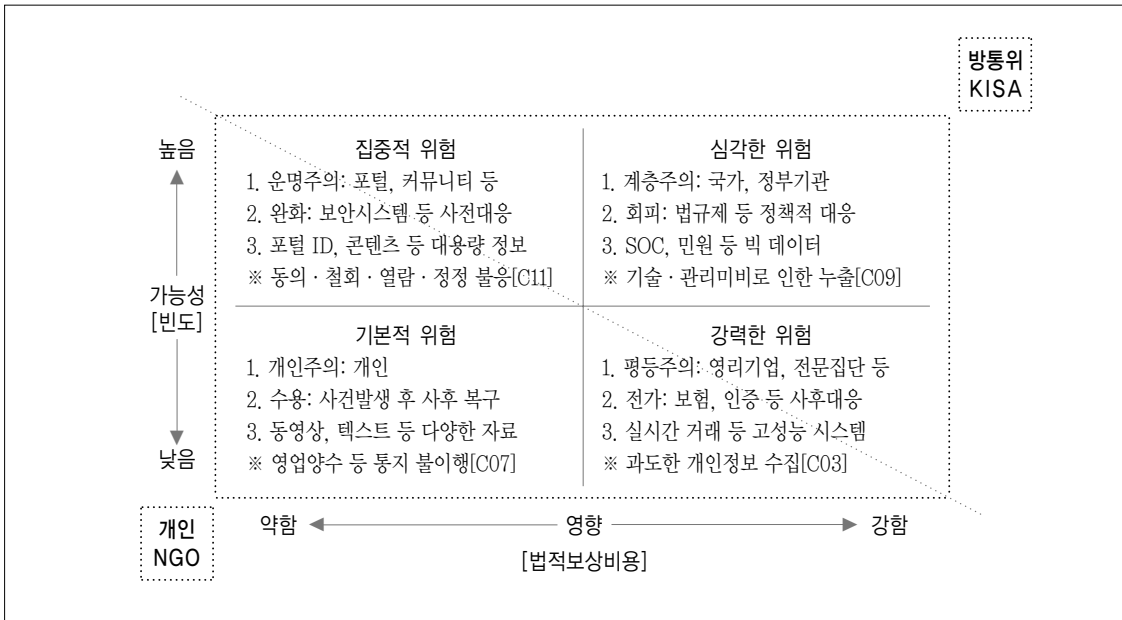 방통위
KISA
높음
가능성
[빈도]
낮음
집중적 위험
1. 운명주의: 포털, 커뮤니티 등
2. 완화: 보안시스템 등 사전대응
3. 포털 ID, 콘텐츠 등 대용량 정보
※ 동의 · 철회 · 열람 · 정정 불응[C11]
심각한 위험
1. 계층주의: 국가, 정부기관
2. 회피: 법규제 등 정책적 대응
3. SOC, 민원 등 빅 데이터
※ 기술 · 관리미비로 인한 누출[C09]
기본적 위험
1. 개인주의: 개인
2. 수용: 사건발생 후 사후 복구
3. 동영상, 텍스트 등 다양한 자료
※ 영업양수 등 통지 불이행[C07]
강력한 위험
1. 평등주의: 영리기업, 전문집단 등
2. 전가: 보험, 인증 등 사후대응
3. 실시간 거래 등 고성능 시스템
※ 과도한 개인정보 수집[C03]
개인
NGO
약함
영향
강함
[법적보상비용]